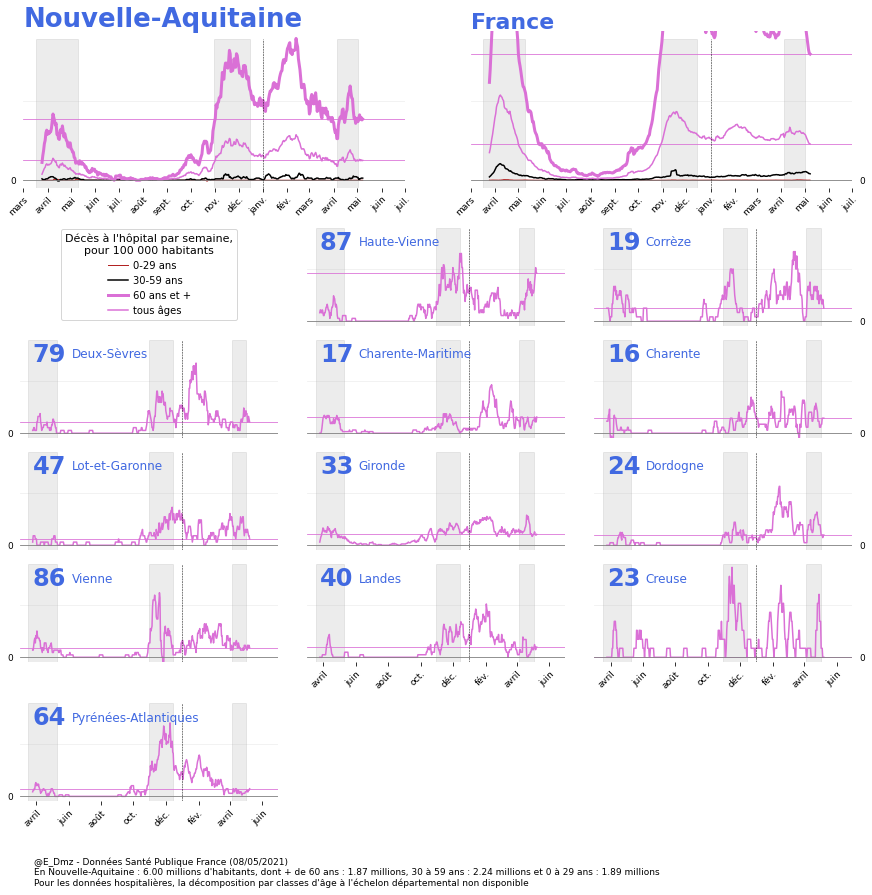 Nouvelle-Aquitaine
France
0
0
mars avril mai juin juil. août sept. oct. nov. déc. janv. fév. mars avril mai juin juil.
mars avril mai juin juil. août sept. oct. nov. déc. janv. fév. mars avril mai juin juil.
Décès à l'hôpital par semaine,
pour 100 000 habitants
0-29 ans
30-59 ans
60 ans et +
tous âges
87 Haute-Vienne
19 Corrèze
0
79 Deux-Sèvres
17 Charente-Maritime
16 Charente
0
0
47 Lot-et-Garonne
33 Gironde
24 Dordogne
0
0
86 Vienne
40 Landes
23 Creuse
0
0
avril juin août oct. déc. fév. avril juin
avril juin août oct. déc. fév. avril juin
64 Pyrénées-Atlantiques
0
avril juin août oct. déc. fév. avril juin
@E_Dmz - Données Santé Publique France (08/05/2021)
En Nouvelle-Aquitaine : 6.00 millions d'habitants, dont + de 60 ans : 1.87 millions, 30 à 59 ans : 2.24 millions et 0 à 29 ans : 1.89 millions
Pour les données hospitalières, la décomposition par classes d'âge à l'échelon départemental non disponible